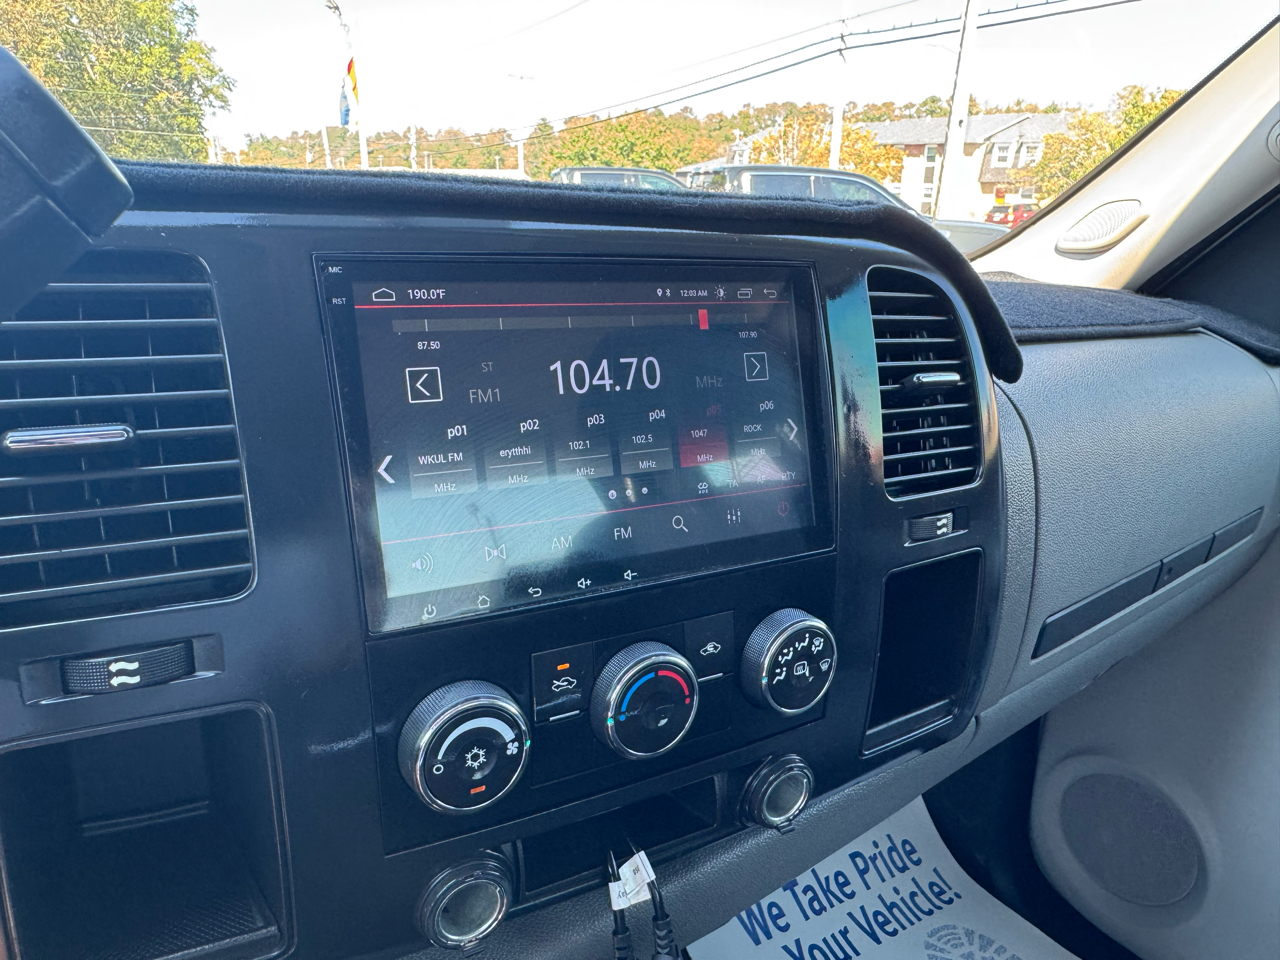 MIC
RST
190.0°F
12:03 AM
87.50
107.90
ST
FM1
104.70
MHz
p01
p02
p03
p04
p06
WKUL FM
erytthhi
102.1
102.5
1047
ROCK
MHz
MHz
MHz
MHz
MHz
MHz
TA
AF
PTY
AM
FM
We Take Pride
Your Vehicle!